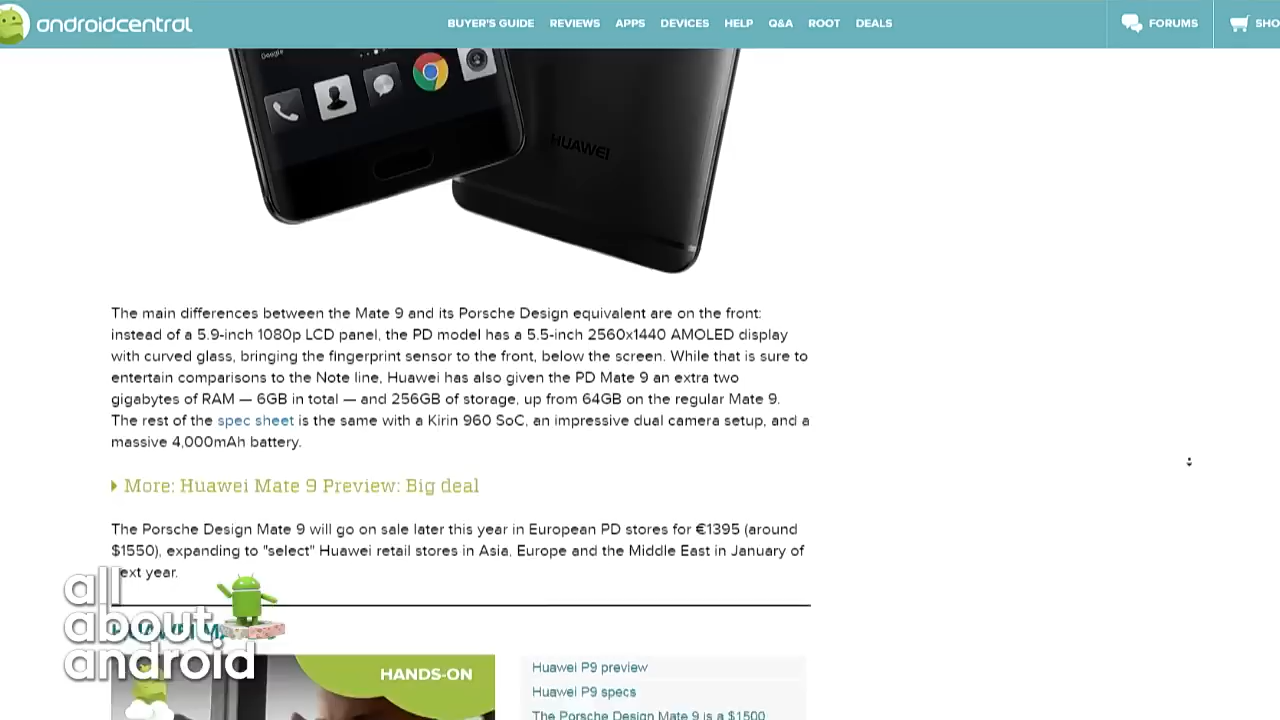 androidcentral
BUYER'S GUIDE REVIEWS APPS DEVICES HELP Q&A ROOT DEALS
FORUMS
SHO
Google
HUAWEI
The main differences between the Mate 9 and its Porsche Design equivalent are on the front:
instead of a 5.9-inch 1080p LCD panel, the PD model has a 5.5-inch 2560x1440 AMOLED display
with curved glass, bringing the fingerprint sensor to the front, below the screen. While that is sure to
entertain comparisons to the Note line, Huawei has also given the PD Mate 9 an extra two
gigabytes of RAM — 6GB in total — and 256GB of storage, up from 64GB on the regular Mate 9.
The rest of the spec sheet is the same with a Kirin 960 SoC, an impressive dual camera setup, and a
massive 4,000mAh battery.
More: Huawei Mate 9 Preview: Big deal
The Porsche Design Mate 9 will go on sale later this year in European PD stores for €1395 (around
$1550), expanding to "select" Huawei retail stores in Asia, Europe and the Middle East in January of
next year.
all
about
android
HANDS-ON
Huawei P9 preview
Huawei P9 specs
The Porsche Design Mate 9 is a $1500